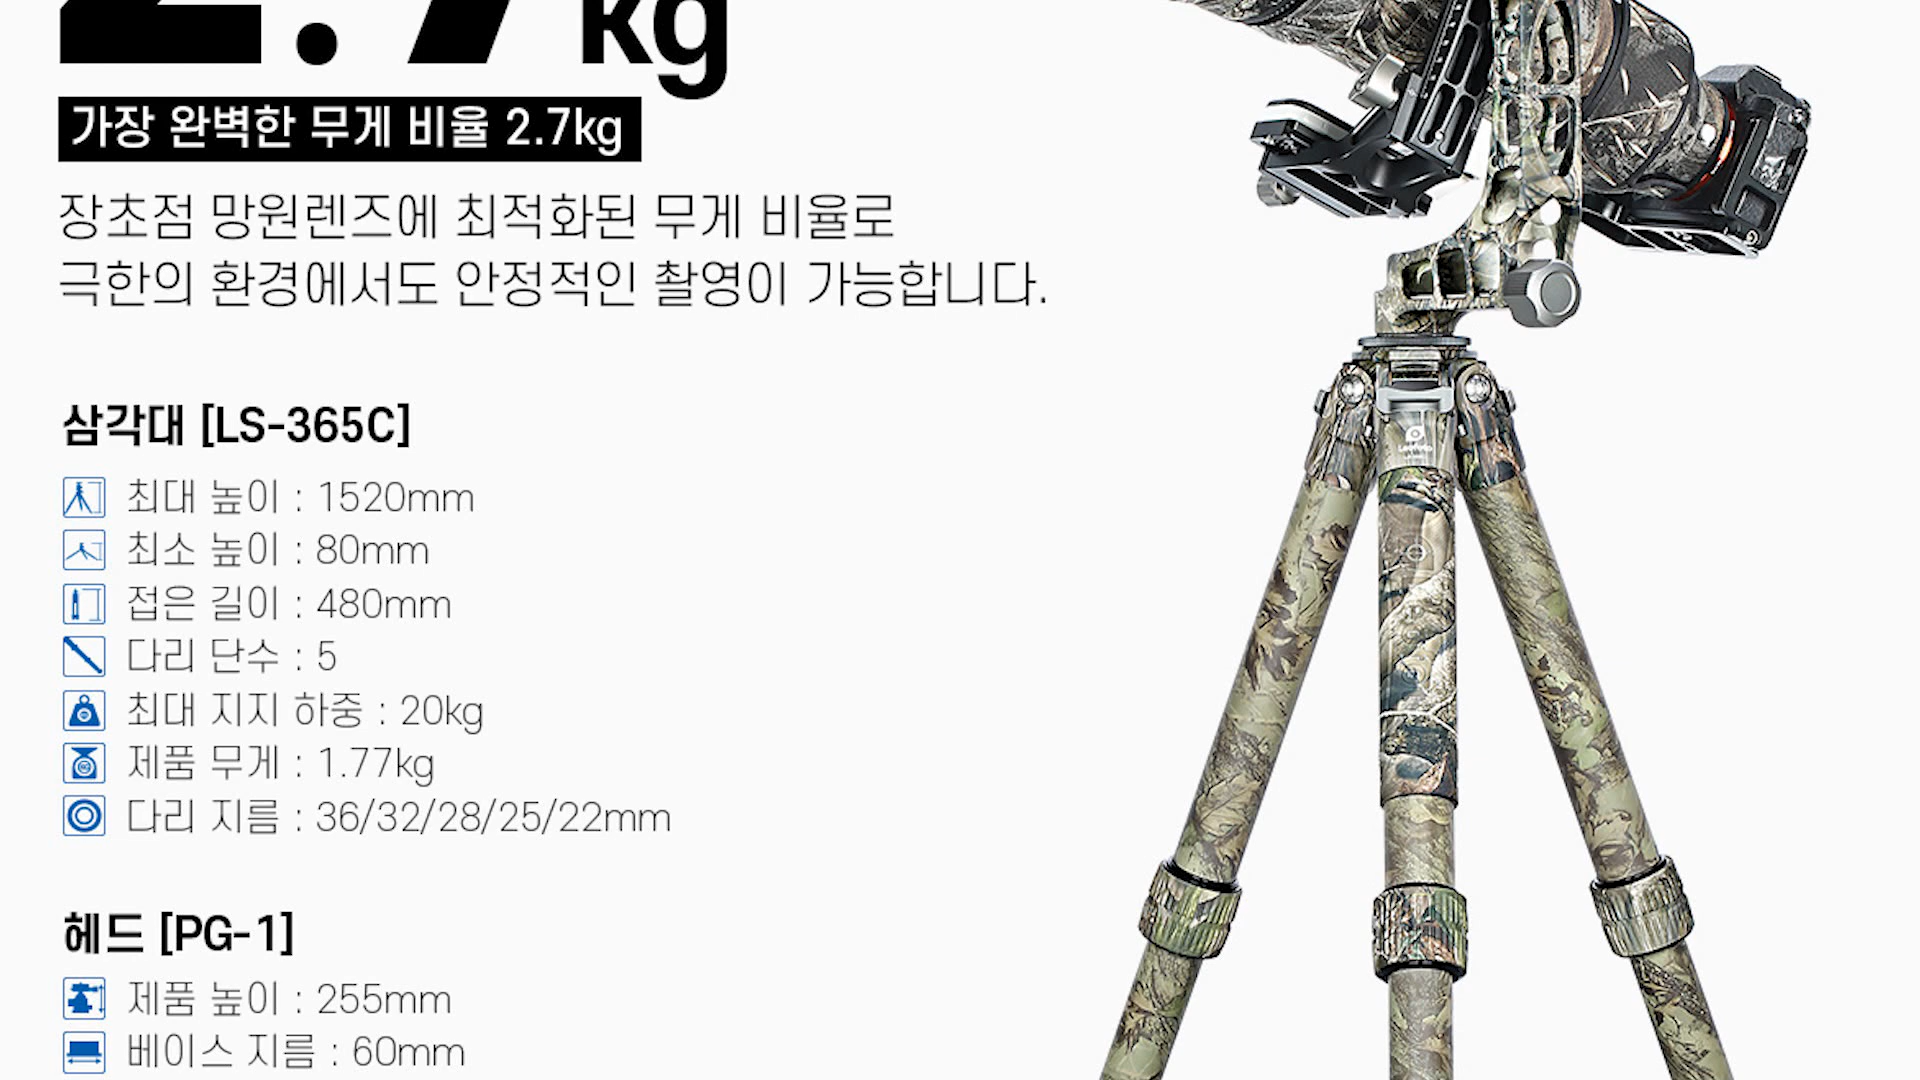 2.7kg
가장 완벽한 무게 비율 2.7kg
장초점 망원렌즈에 최적화된 무게 비율로
극한의 환경에서도 안정적인 촬영이 가능합니다.
삼각대 [LS-365C]
최대 높이 : 1520mm
최소 높이 : 80mm
접은 길이 : 480mm
다리 단수 : 5
최대 지지 하중 : 20kg
제품 무게 : 1.77kg
다리 지름 : 36/32/28/25/22mm
헤드 [PG-1]
제품 높이 : 255mm
베이스 지름 : 60mm